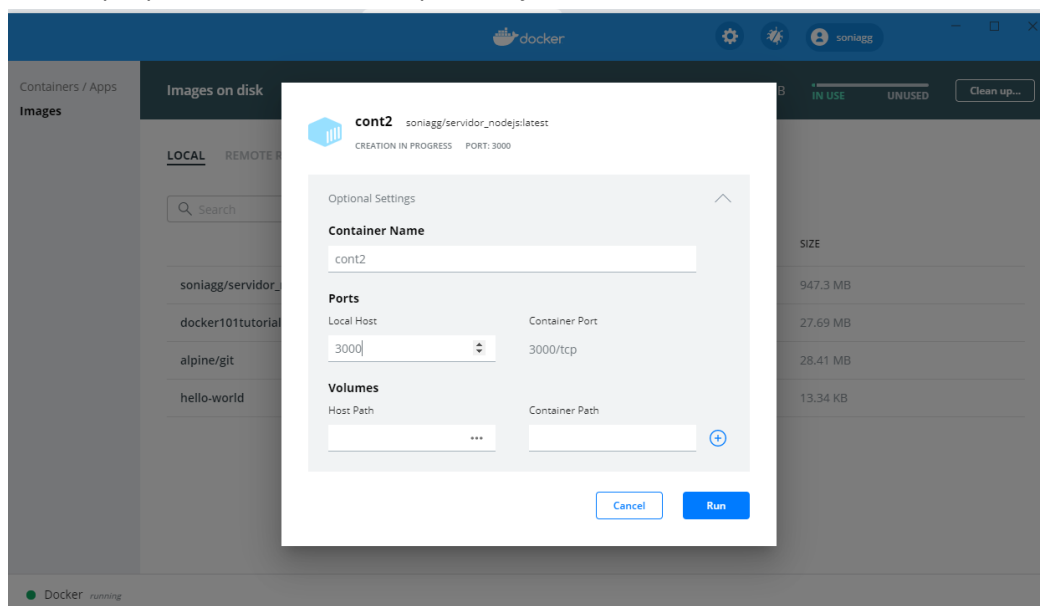 docker
soniagg
Containers / Apps
Images
Images on disk
B
IN USE
UNUSED
Clean up...
LOCAL
REMOTE R
Search
SIZE
soniagg/servidor_
947.3 MB
docker101tutorial
27.69 MB
alpine/git
28.41 MB
hello-world
13.34 KB
cont2 soniagg/servidor_nodejs:latest
CREATION IN PROGRESS PORT: 3000
Optional Settings
Container Name
cont2
Ports
Local Host Container Port
3000 3000/tcp
Volumes
Host Path Container Path
Cancel Run
Docker running